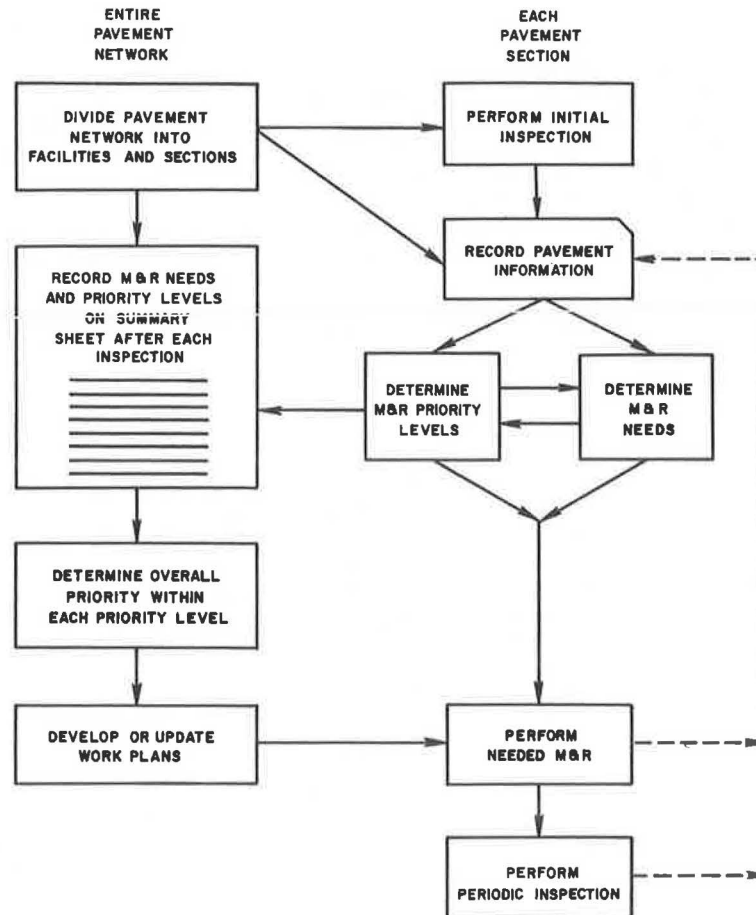 ENTIRE
PAVEMENT
NETWORK
EACH
PAVEMENT
SECTION
DIVIDE PAVEMENT
NETWORK INTO
FACILITIES AND SECTIONS
PERFORM INITIAL
INSPECTION
RECORD PAVEMENT
INFORMATION
RECORD M&R NEEDS
AND PRIORITY LEVELS
ON SUMMARY
SHEET AFTER EACH
INSPECTION
DETERMINE
M&R PRIORITY
LEVELS
DETERMINE
M&R
NEEDS
DETERMINE OVERALL
PRIORITY WITHIN
EACH PRIORITY LEVEL
DEVELOP OR UPDATE
WORK PLANS
PERFORM
NEEDED M&R
PERFORM
PERIODIC INSPECTION